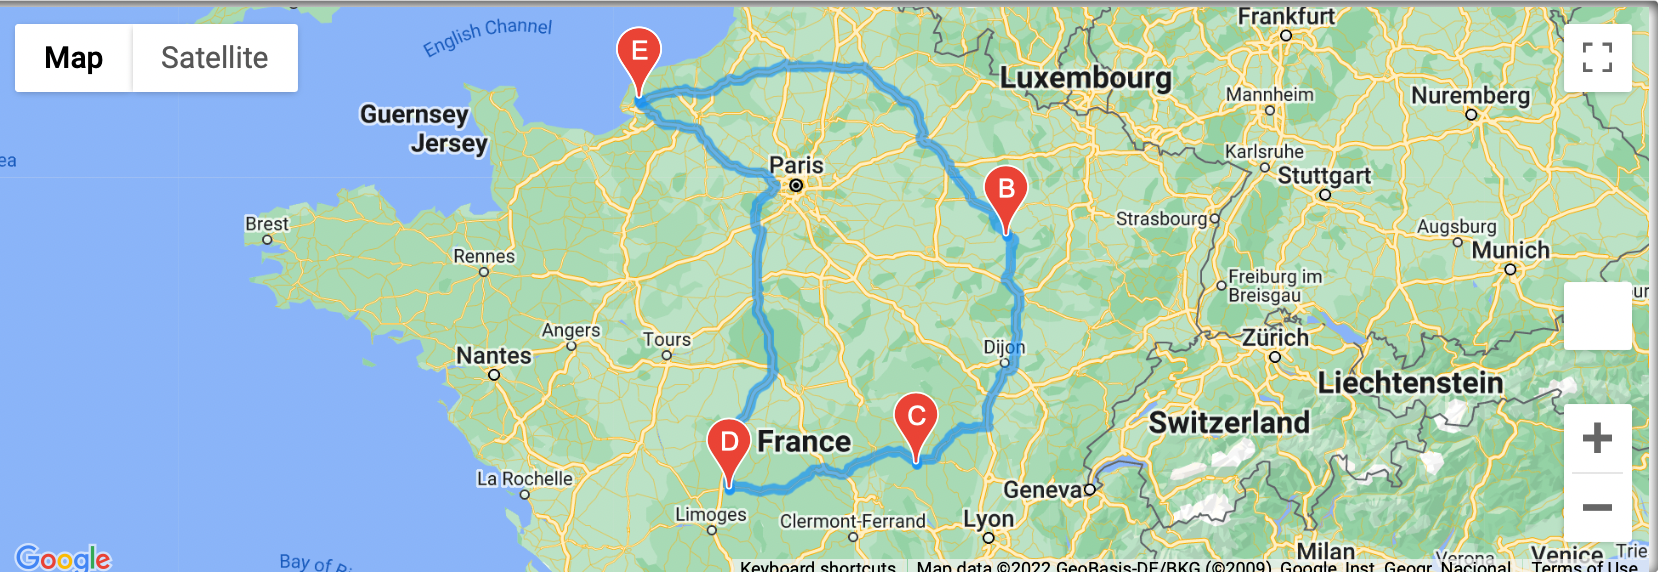 Map
Satellite
English Channel
E
Frankfurt
Luxembourg
Mannheim
Nuremberg
Guernsey
Jersey
ea
Paris
Karlsruhe
Stuttgart
B
Brest
Strasbourg
Augsburg
Rennes
Munich
Freiburg im
Breisgau
ur
Angers
Tours
Dijon
Zürich
Nantes
Liechtenstein
C
Switzerland
D
France
La Rochelle
Geneva
Limoges
Clermont-Ferrand
Lyon
Google
Bay of
Milan
Verona
Venice
Trie
Keyboard shortcuts
Map data ©2022 GeoBasis-DE/BKG (©2009), Google, Inst. Geogr. Nacional
Terms of Use